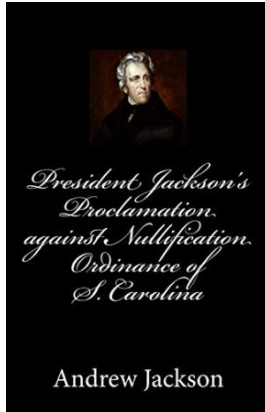 President Jackson's
Proclamation
against Nullification
Ordinance of
S. Carolina
Andrew Jackson